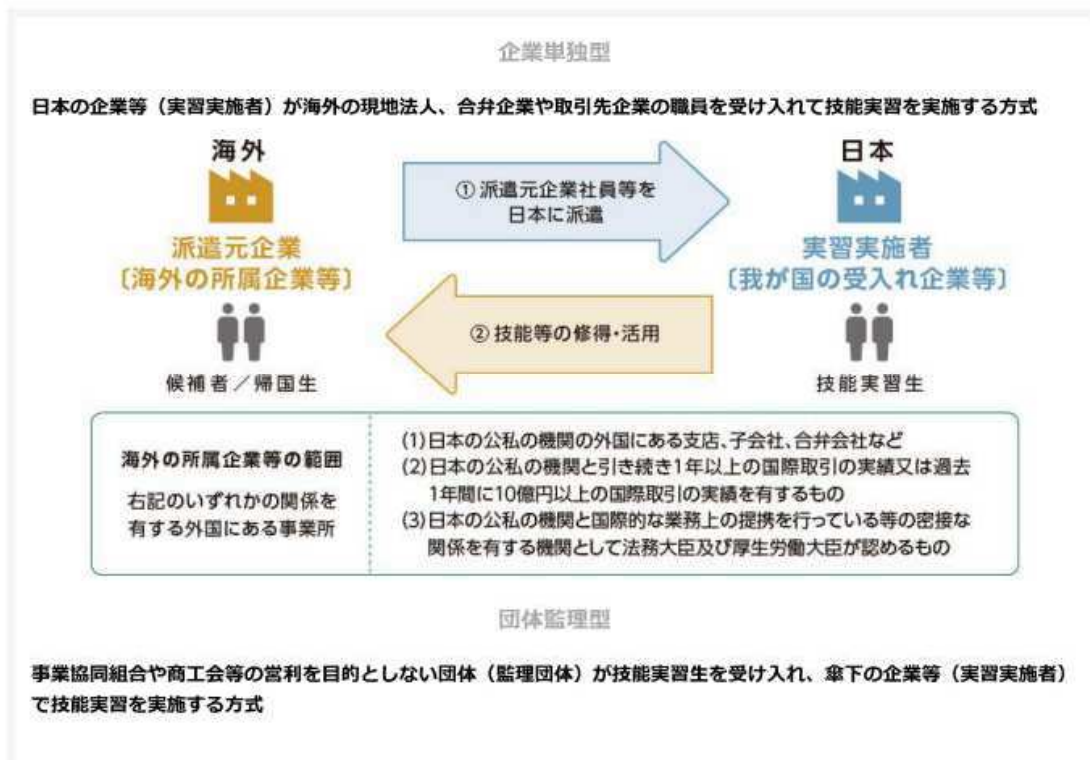 企業単独型
日本の企業等（実習実施者）が海外の現地法人、合弁企業や取引先企業の職員を受け入れて技能実習を実施する方式
海外
日本
① 派遣元企業社員等を
日本に派遣
派遣元企業
〔海外の所属企業等〕
実習実施者
〔我が国の受入れ企業等〕
② 技能等の修得・活用
候補者／帰国生
技能実習生
海外の所属企業等の範囲
右記のいずれかの関係を
有する外国にある事業所
(1)日本の公私の機関の外国にある支店、子会社、合弁会社など
(2)日本の公私の機関と引き続き1年以上の国際取引の実績又は過去
1年間に10億円以上の国際取引の実績を有するもの
(3)日本の公私の機関と国際的な業務上の提携を行っている等の密接な
関係を有する機関として法務大臣及び厚生労働大臣が認めるもの
団体監理型
事業協同組合や商工会等の営利を目的としない団体（監理団体）が技能実習生を受け入れ、傘下の企業等（実習実施者）
で技能実習を実施する方式